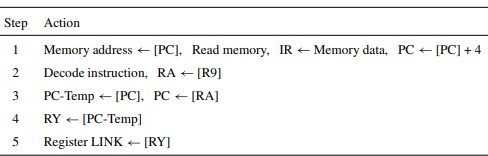 Step Action
1 Memory address ← [PC], Read memory, IR ← Memory data, PC ← [PC] + 4
2 Decode instruction, RA ← [R9]
3 PC-Temp ← [PC], PC ← [RA]
4 RY ← [PC-Temp]
5 Register LINK ← [RY]